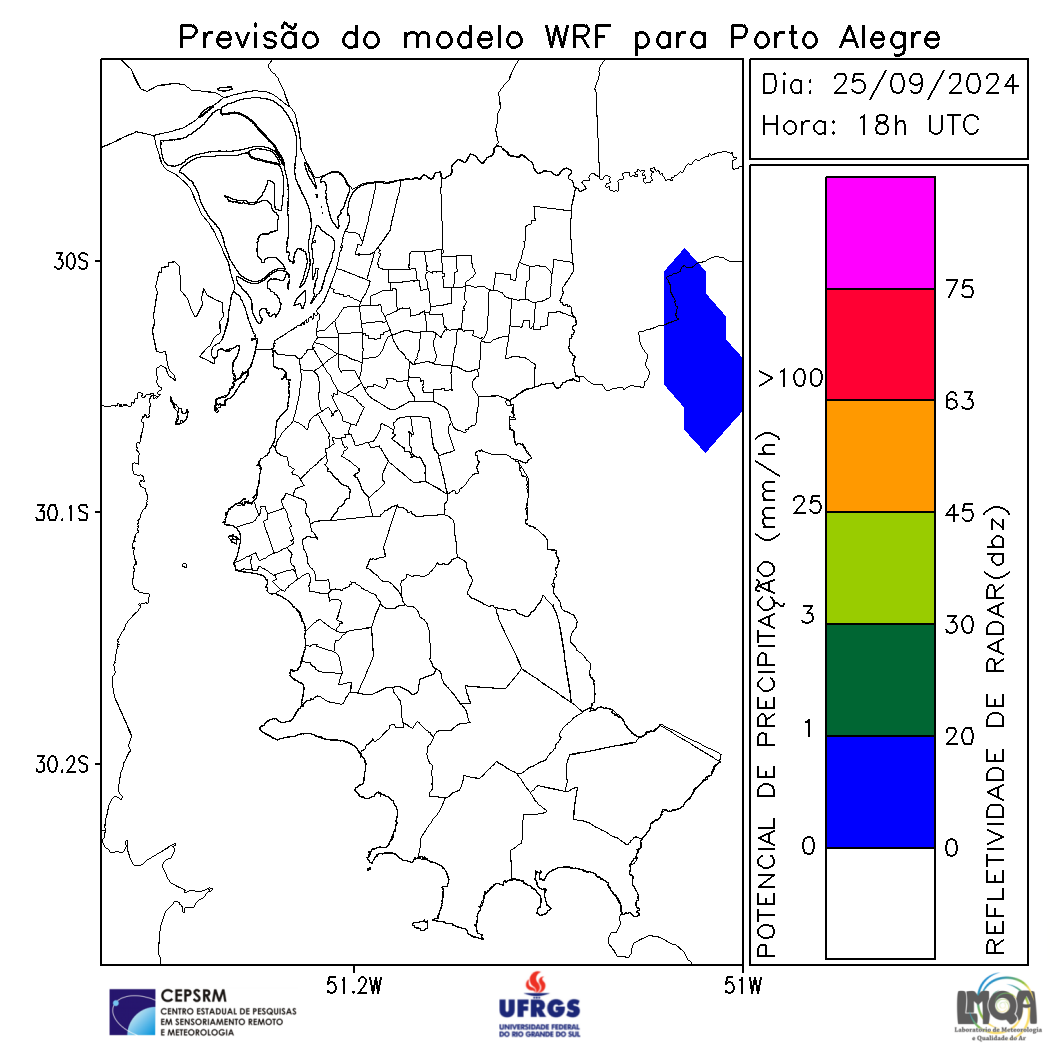 Previsão do modelo WRF para Porto Alegre
Dia: 25/09/2024
Hora: 18h UTC
30S
30.1S
30.2S
51.2W
51W
POTENCIAL DE PRECIPITAÇÃO (mm/h)
>100
25
3
1
0
75
63
45
30
20
0
REFLETIVIDADE DE RADAR(dbz)
CEPSRM
CENTRO ESTADUAL DE PESQUISAS
EM SENSORIAMENTO REMOTO
E METEOROLOGIA
UFRGS
UNIVERSIDADE FEDERAL
DO RIO GRANDE DO SUL
LMQA
Laboratório de Meteorologia
e Qualidade do Ar